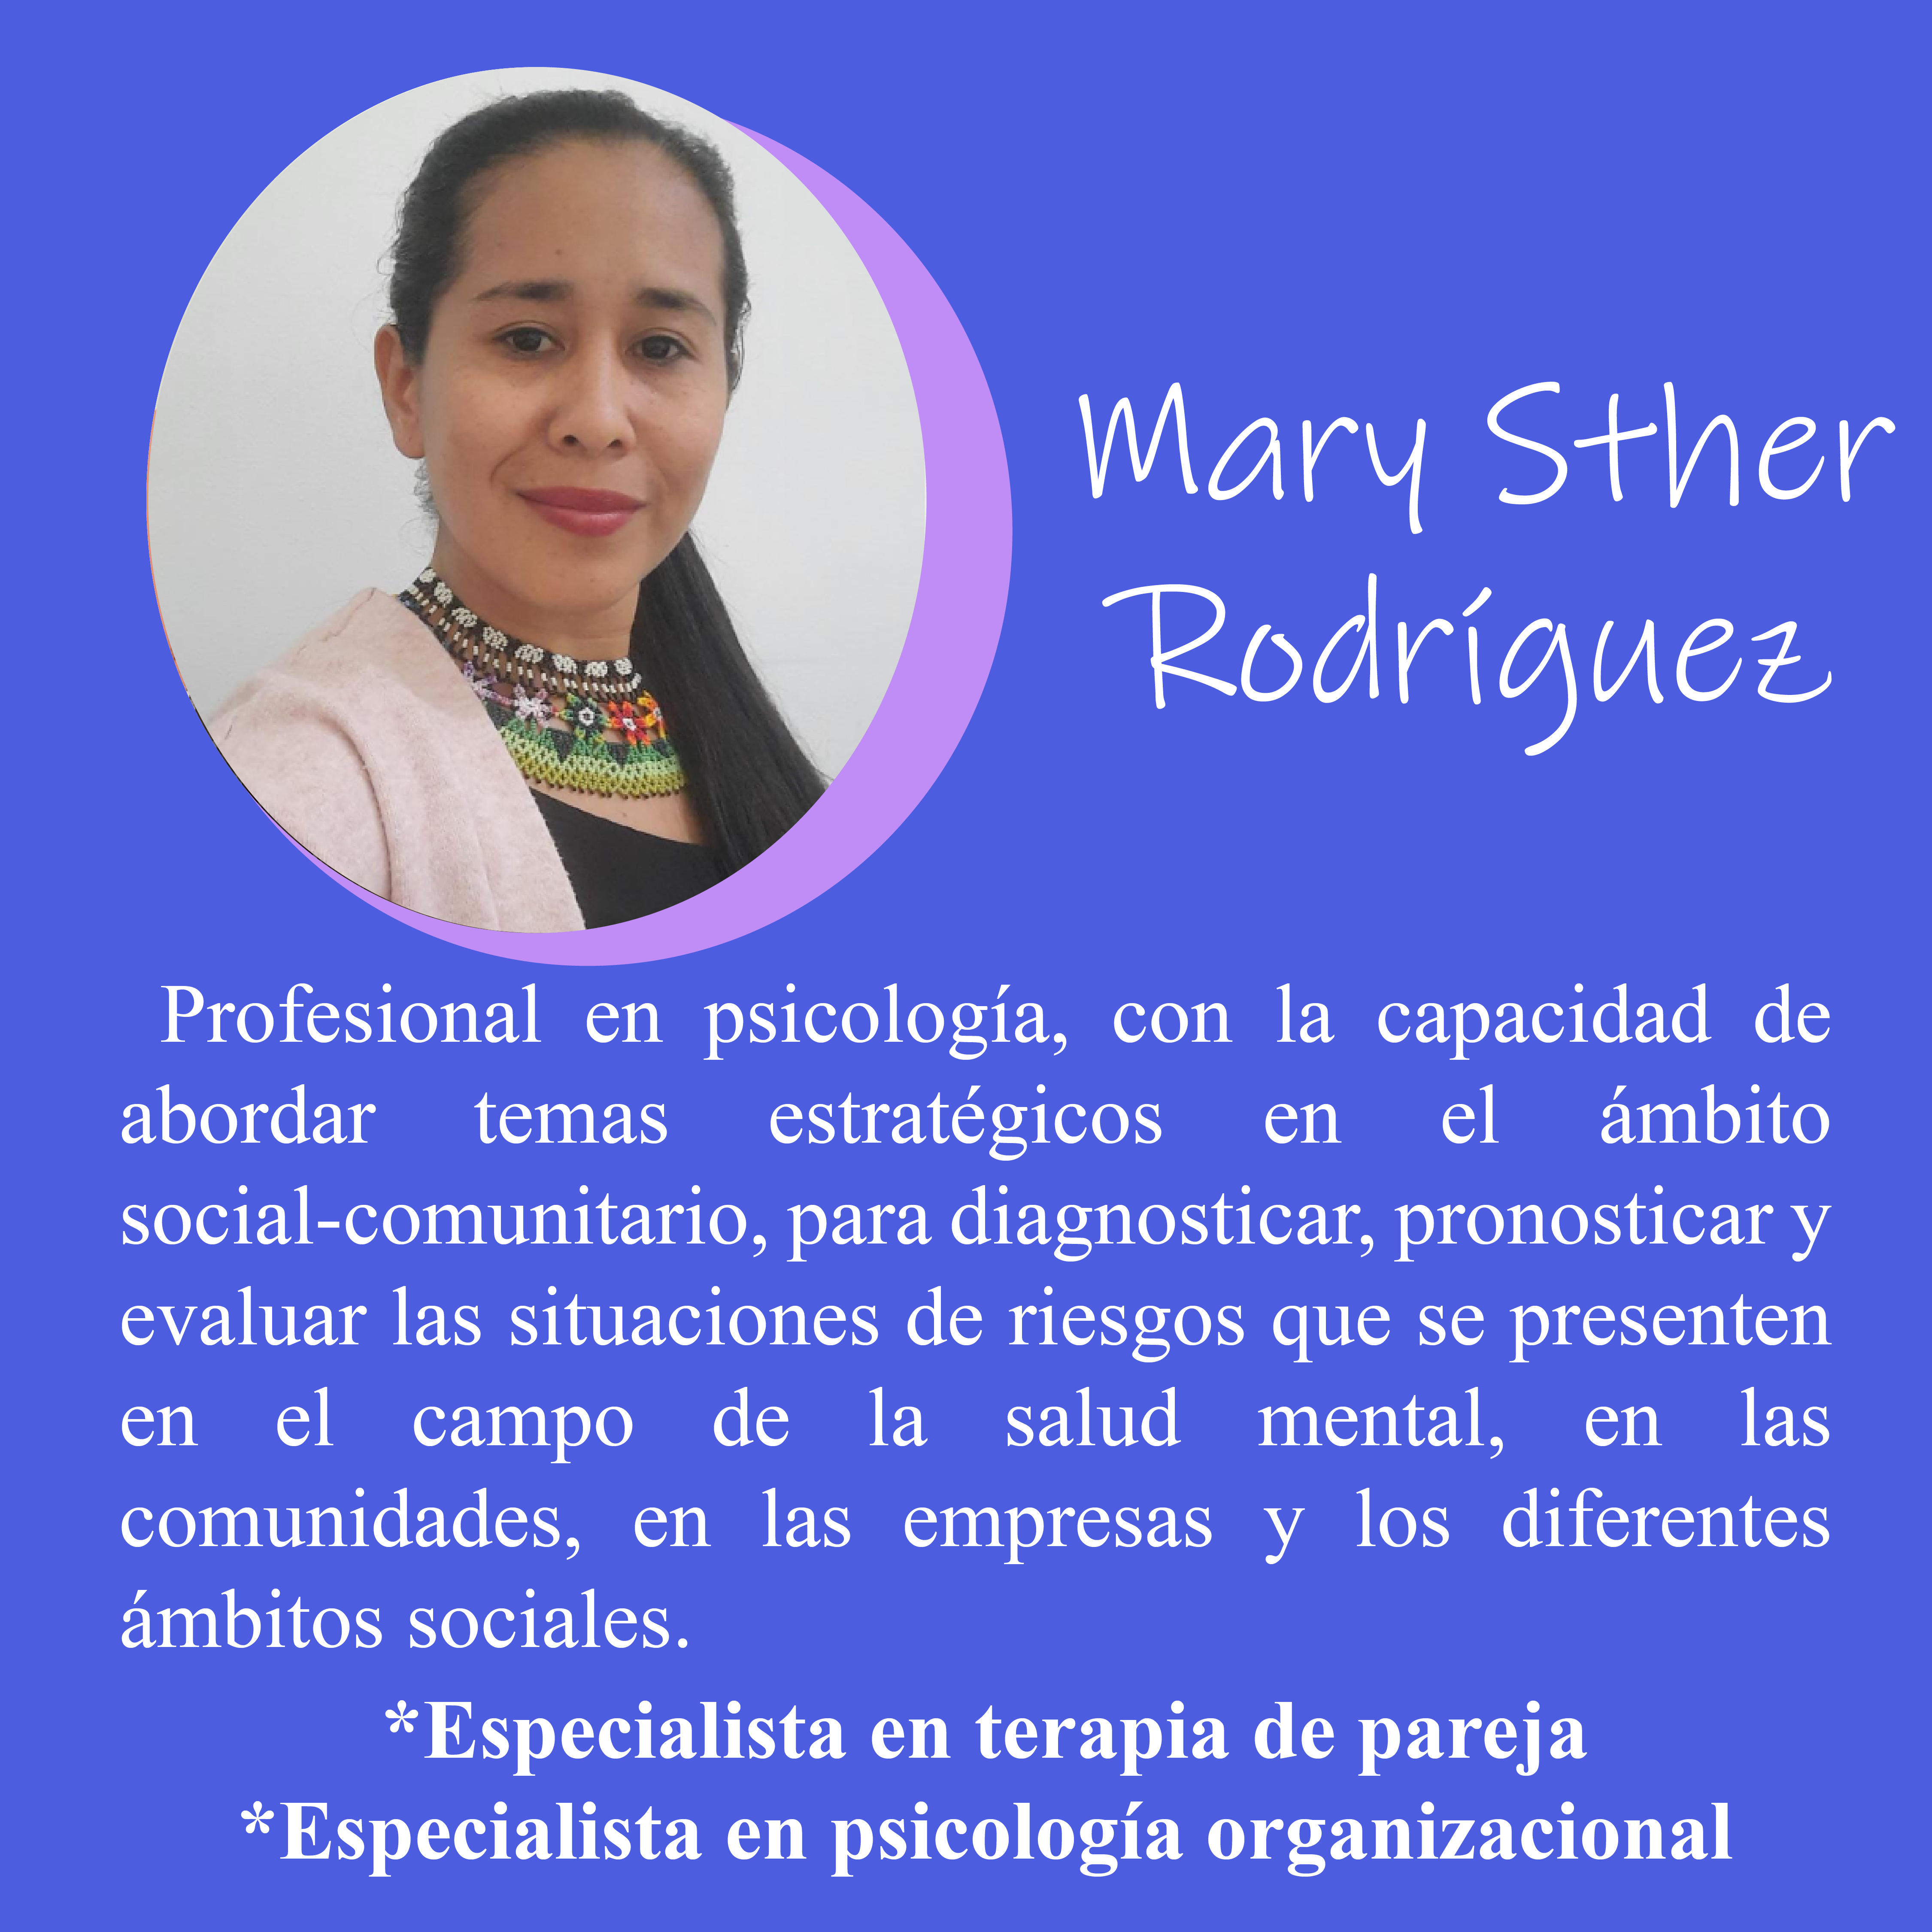 Mary Sther
Rodríguez
Profesional en psicología, con la capacidad de
abordar temas estratégicos en el ámbito
social-comunitario, para diagnosticar, pronosticar y
evaluar las situaciones de riesgos que se presenten
en el campo de la salud mental, en las
comunidades, en las empresas y los diferentes
ámbitos sociales.
*Especialista en terapia de pareja
*Especialista en psicología organizacional